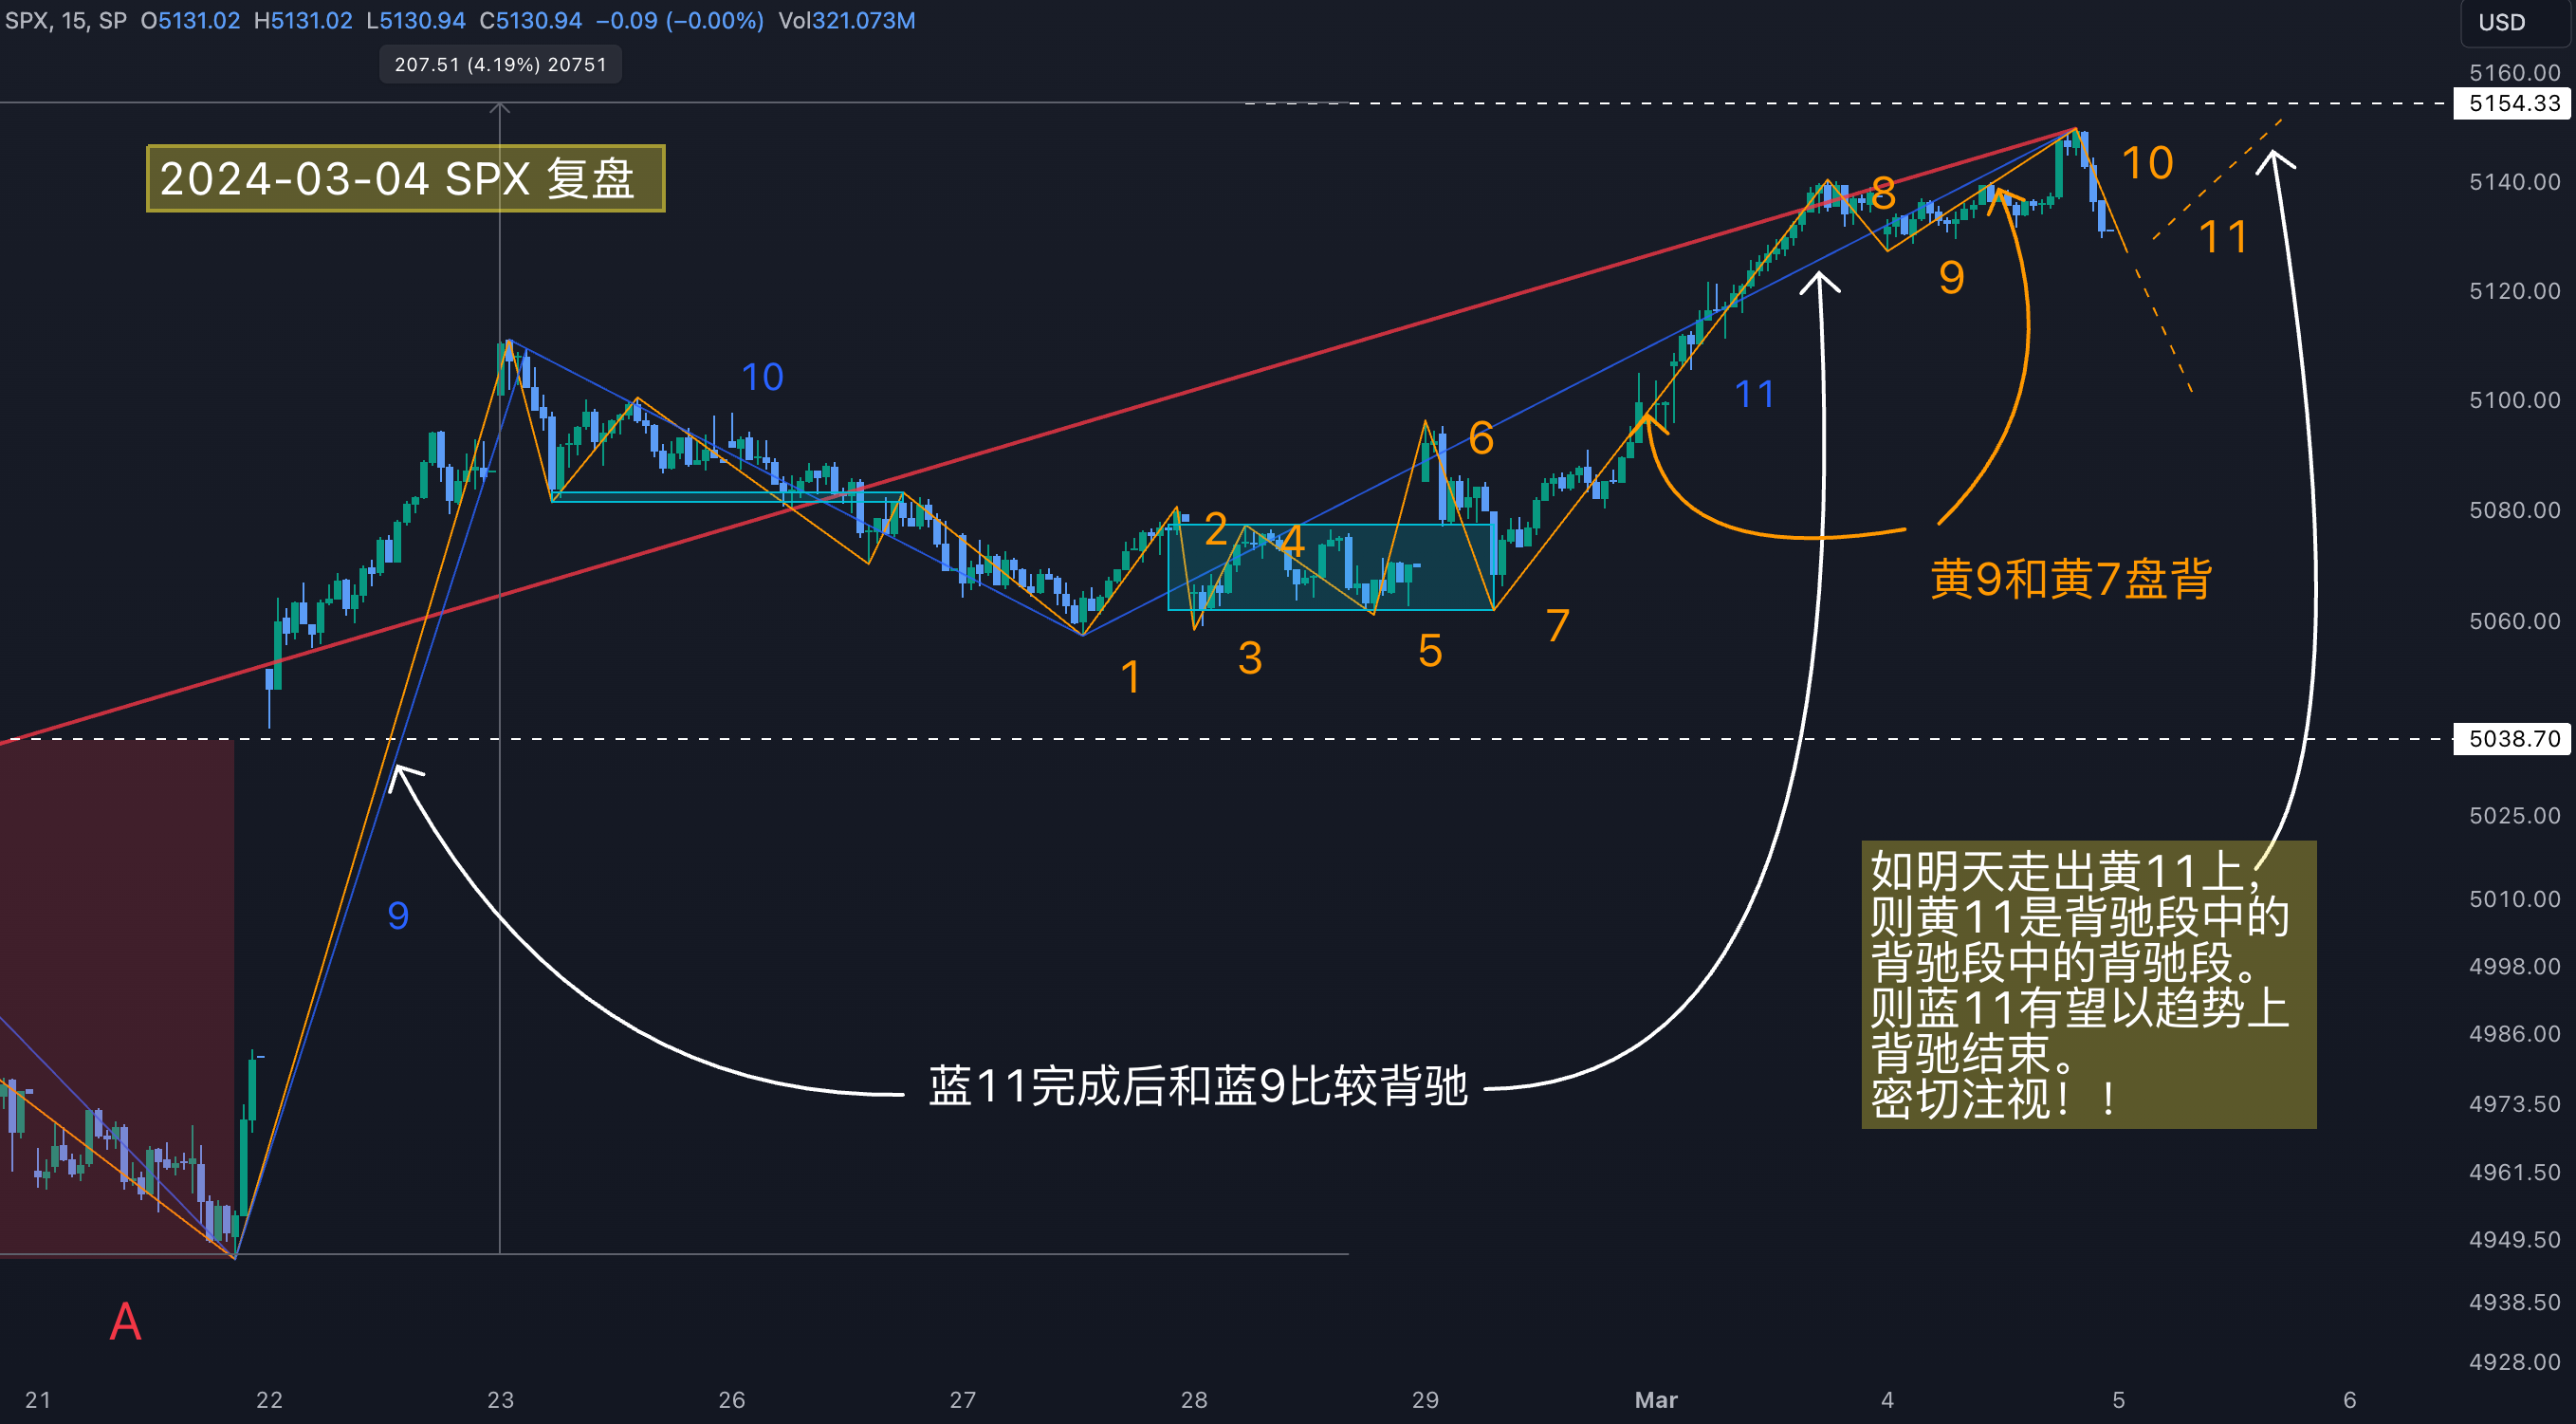 SPX, 15, SP O5131.02 H5131.02 L5130.94 C5130.94 −0.09 (−0.00%) Vol321.073M
USD
207.51 (4.19%) 20751
5160.00
5154.33
2024-03-04 SPX 复盘
10
8
5140.00
11
9
5120.00
10
11
5100.00
6
5080.00
2
4
黄9和黄7盘背
7
5060.00
5
3
1
5038.70
5025.00
如明天走出黄11上，
则黄11是背驰段中的
背驰段中的背驰段。
则蓝11有望以趋势上
背驰结束。
密切注视！！
9
5010.00
4998.00
4986.00
蓝11完成后和蓝9比较背驰
4973.50
4961.50
4949.50
A
4938.50
4928.00
21 22 23 26 27 28 29 Mar 4 5 6